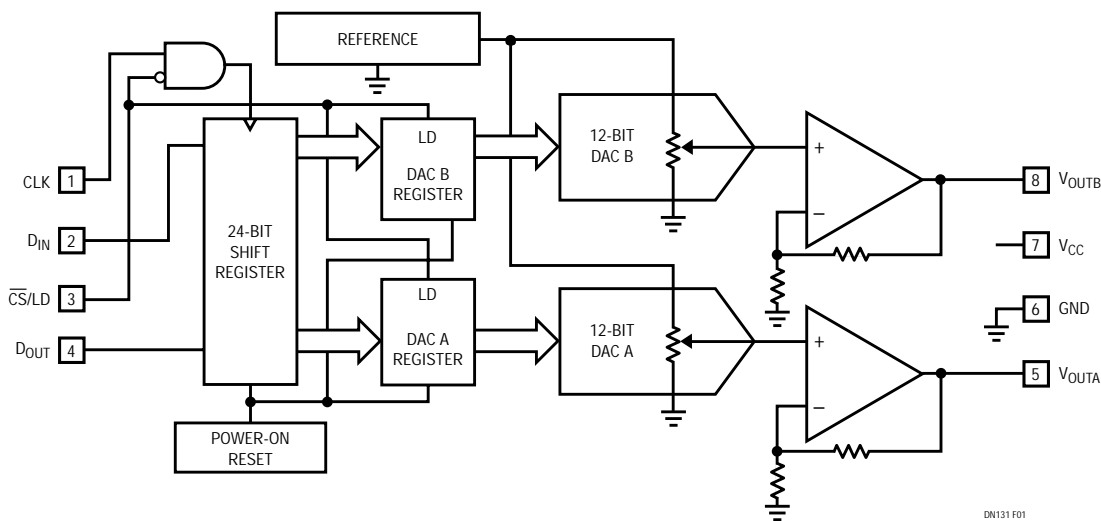 REFERENCE
CLK 1
D_IN 2
C̅S̅/LD 3
D_OUT 4
24-BIT
SHIFT
REGISTER
POWER-ON
RESET
LD
DAC B
REGISTER
LD
DAC A
REGISTER
12-BIT
DAC B
12-BIT
DAC A
+
–
+
–
8 V_OUTB
7 V_CC
6 GND
5 V_OUTA
DN131 F01